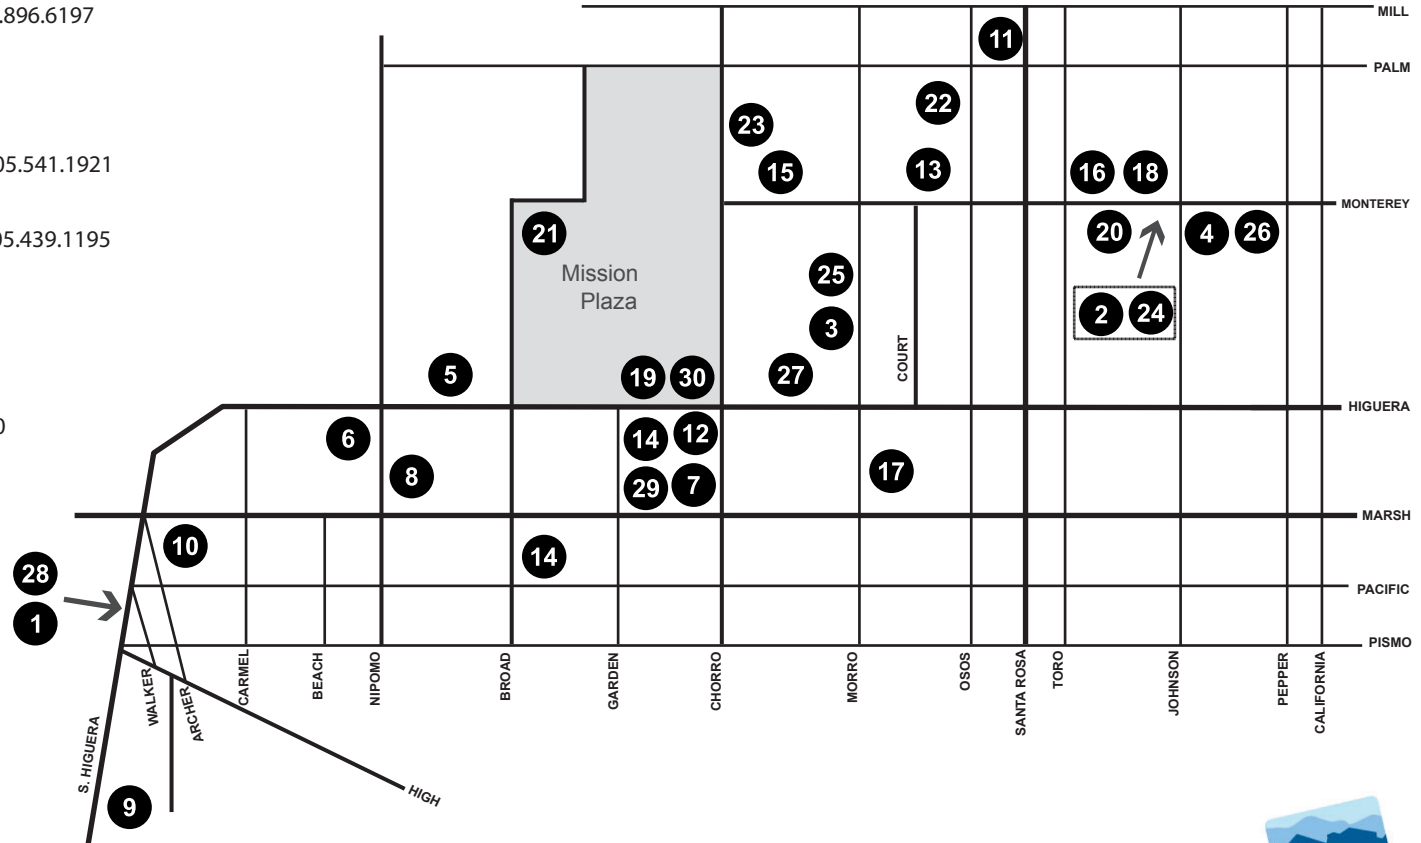 .896.6197
MILL
11
PALM
22
23
05.541.1921
15
13
16
18
MONTEREY
05.439.1195
21
20
4
26
Mission
Plaza
25
2
24
3
COURT
5
19
30
27
HIGUERA
0
6
14
12
8
17
29
7
MARSH
10
14
28
PACIFIC
1
PISMO
CARMEL
BEACH
NIPOMO
BROAD
GARDEN
CHORRO
MORRO
OSOS
SANTA ROSA
TORO
JOHNSON
PEPPER
CALIFORNIA
WALKER
ARCHER
S. HIGUERA
HIGH
9